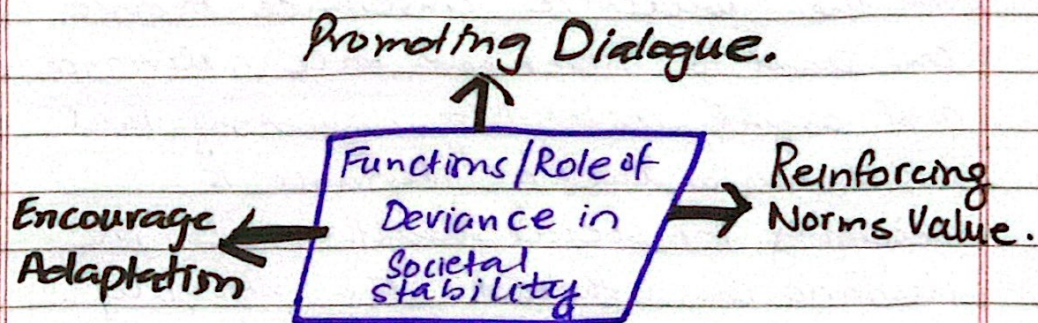 Promoting Dialogue.
Functions/Role of
Deviance in
Societal
stability
Encourage
Adaptation
Reinforcing
Norms Value.